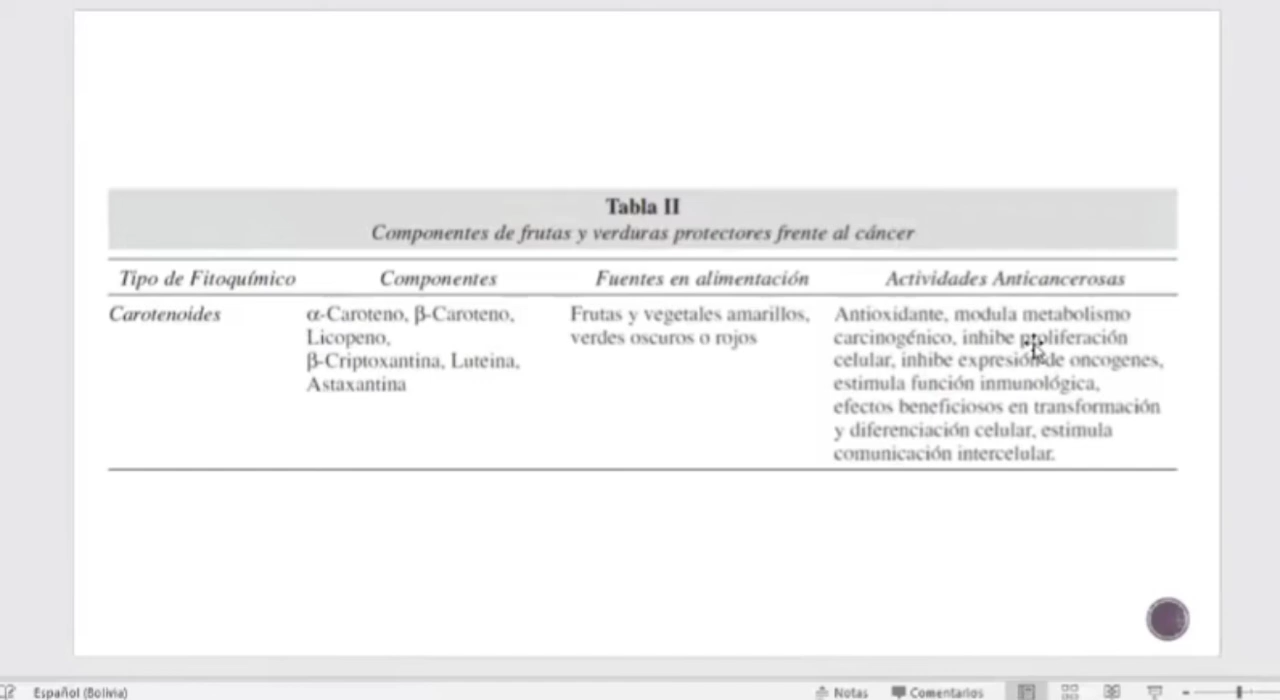 Tabla II
Componentes de frutas y verduras protectores frente al cáncer
Tipo de Fitoquímico Componentes Fuentes en alimentación Actividades Anticancerosas
Carotenoides α-Caroteno, β-Caroteno, Frutas y vegetales amarillos, Antioxidante, modula metabolismo
Licopeno, verdes oscuros o rojos carcinogénico, inhibe proliferación
β-Criptoxantina, Luteina, celular, inhibe expresión de oncogenes,
Astaxantina estimula función inmunológica,
efectos beneficiosos en transformación
y diferenciación celular, estimula
comunicación intercelular.
Español (Bolivia) Notas Comentarios